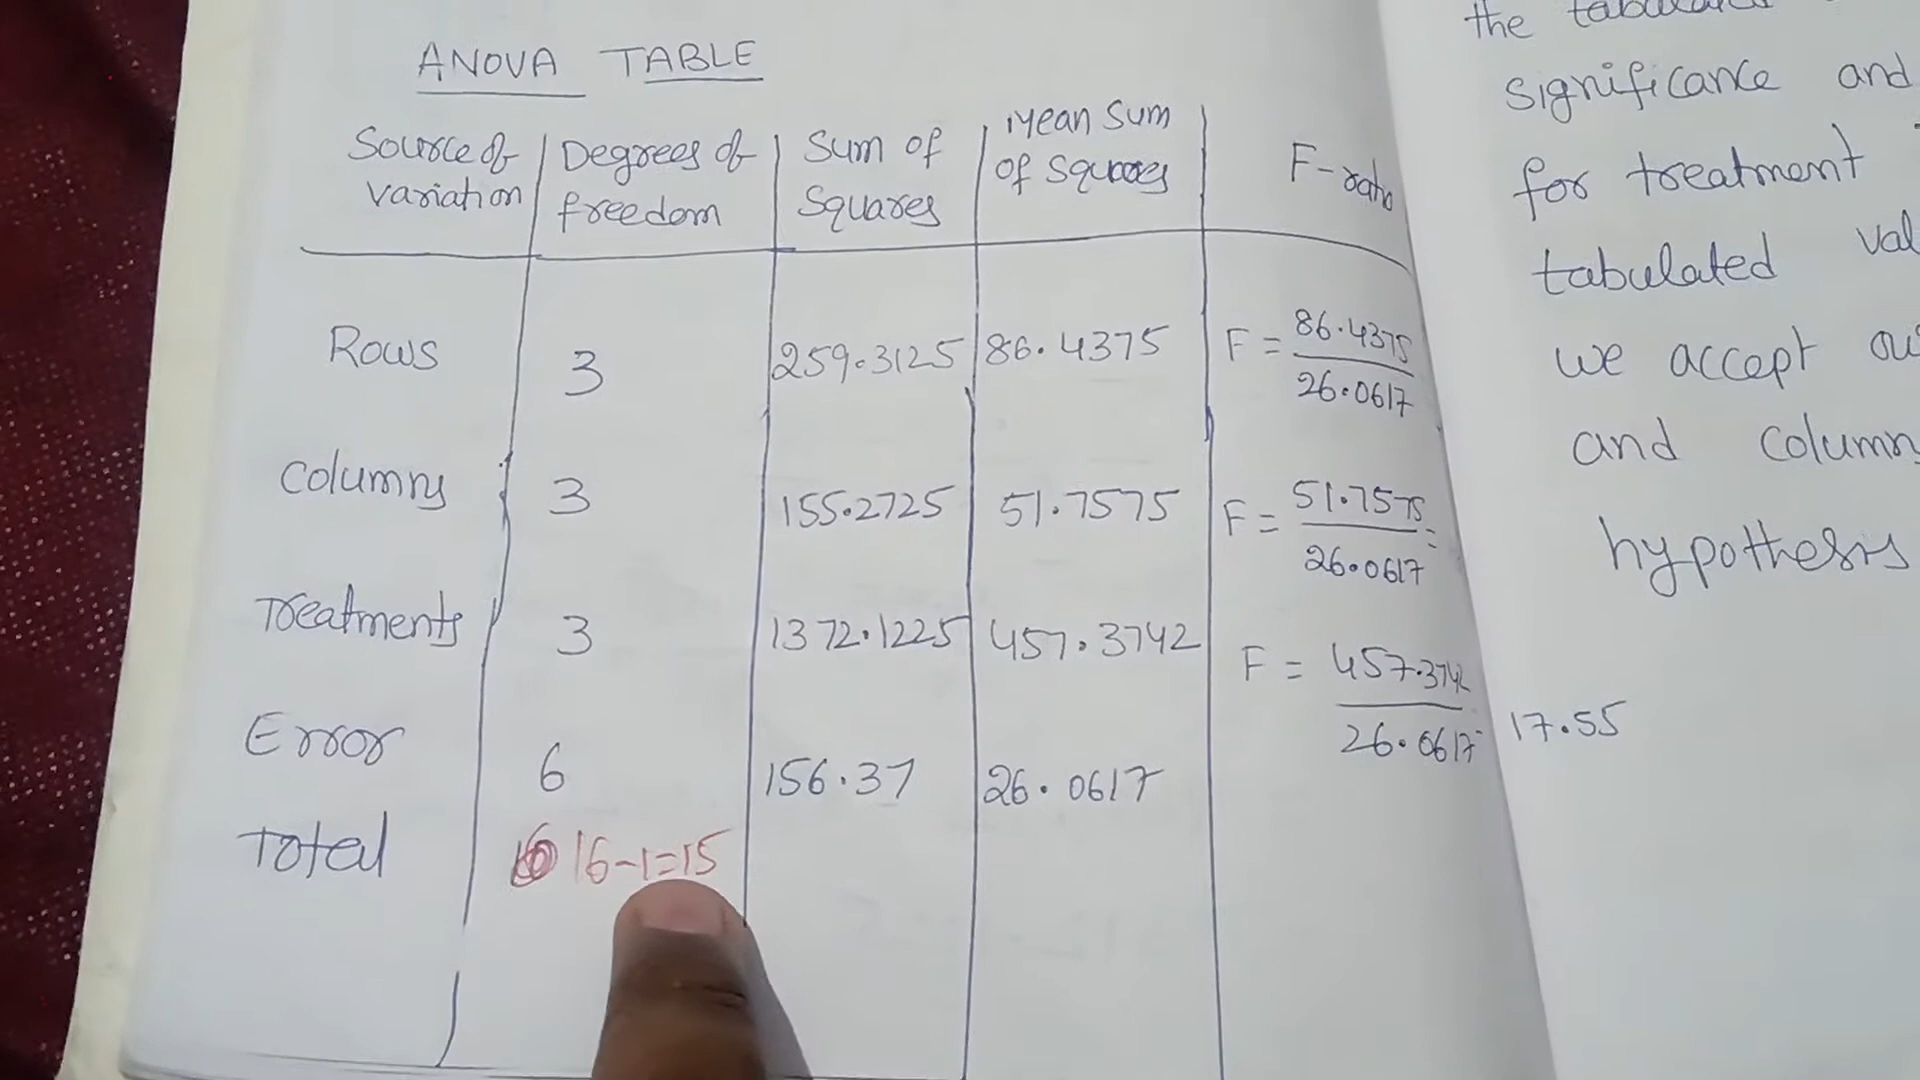 ANOVA TABLE
Source of variation | Degrees of freedom | Sum of Squares | Mean Sum of Squares | F-ratio
Rows 3 259.3125 86.4375 F = 86.4375 / 26.0617
Columns 3 155.2725 51.7575 F = 51.7575 / 26.0617 =
Treatments 3 1372.1225 457.3742 F = 457.3742 / 26.0617 17.55
Error 6 156.37 26.0617
Total 16-1=15
the
significance and
for treatment
tabulated
we accept
and column
hypothesis